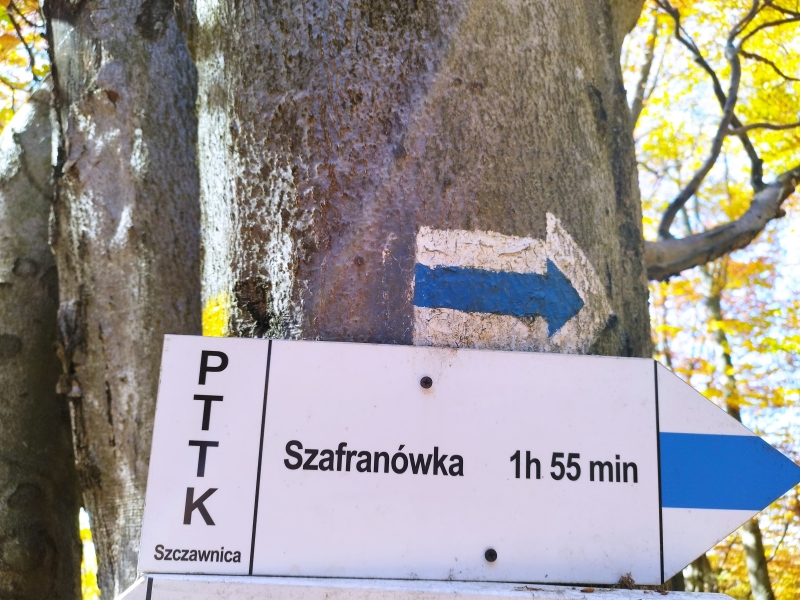 PTTK
Szczawnica
Szafranówka 1h 55 min